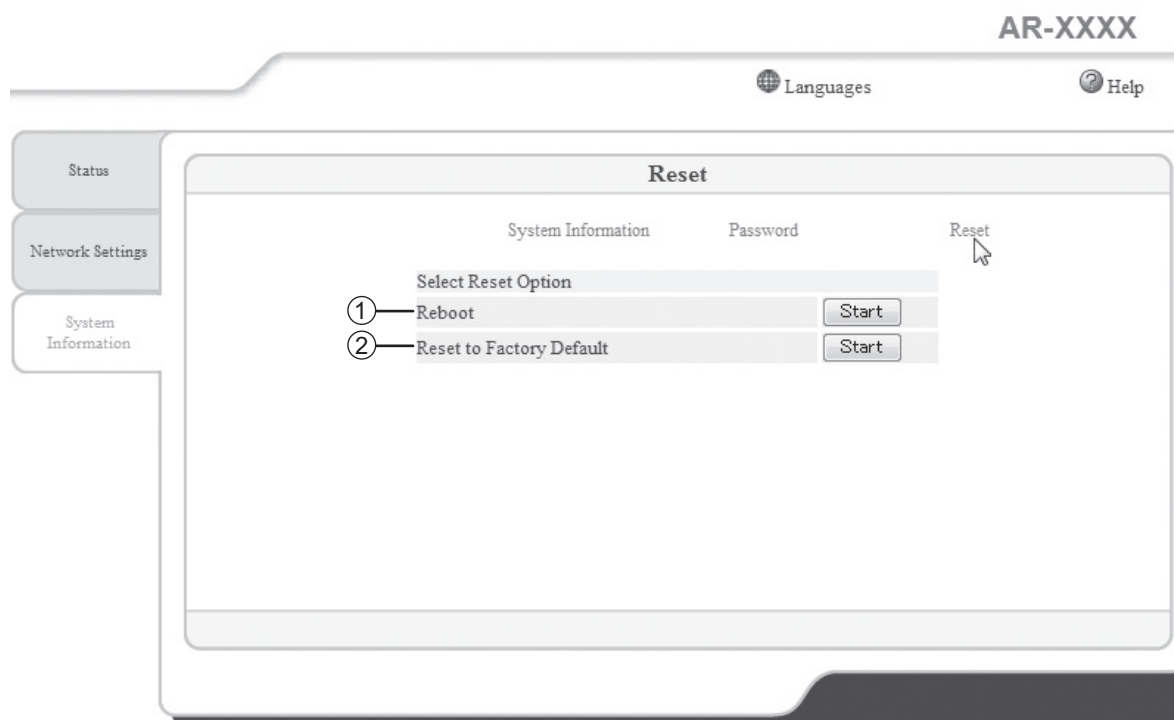 AR-XXXX
Languages
Help
Status
Network Settings
System
Information
Reset
System Information Password Reset
Select Reset Option
1 Reboot Start
2 Reset to Factory Default Start